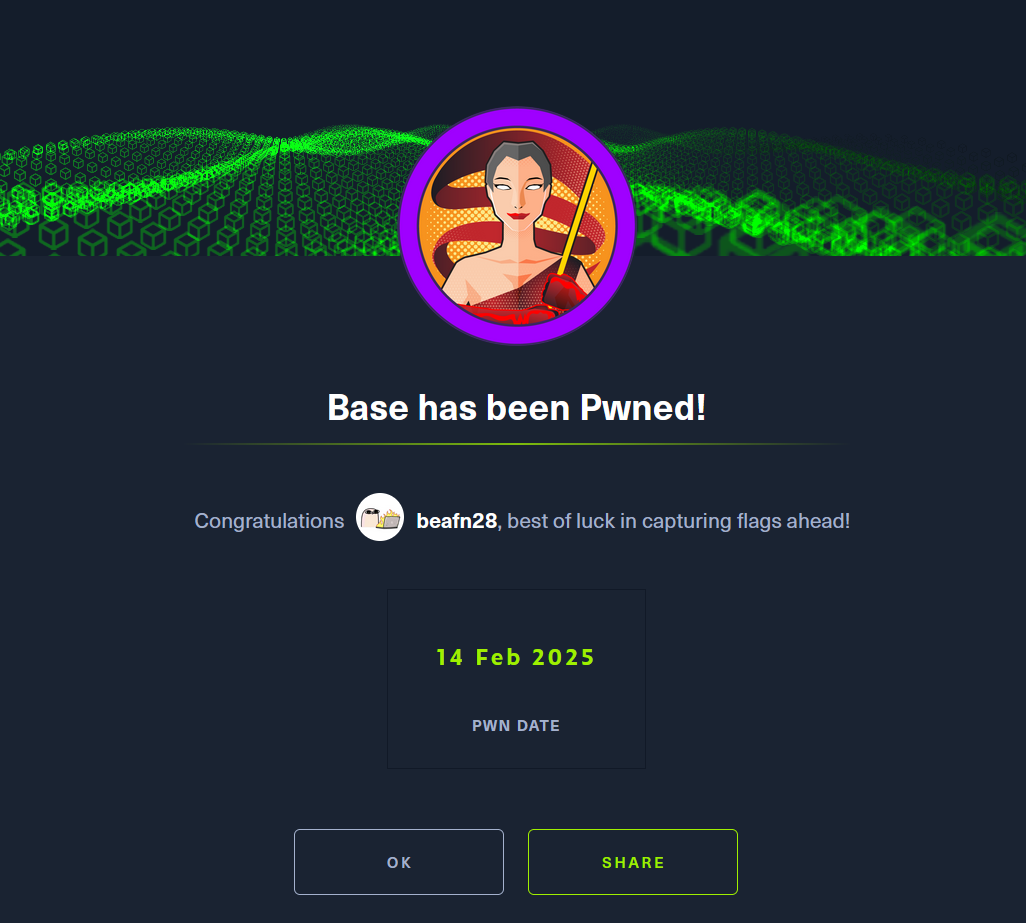 Base has been Pwned!
Congratulations beafn28, best of luck in capturing flags ahead!
14 Feb 2025
PWN DATE
OK SHARE